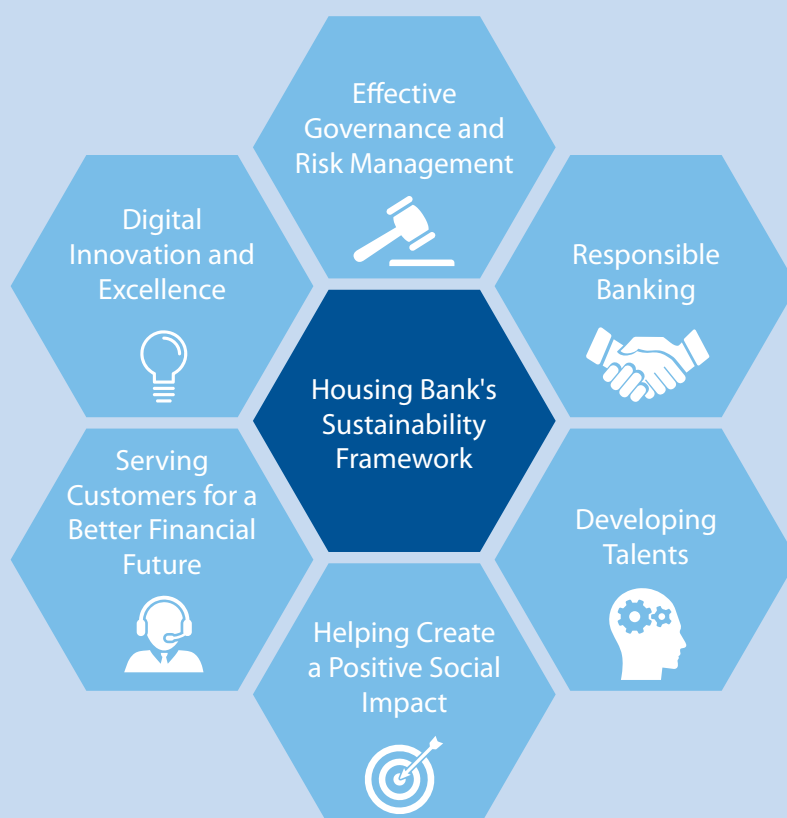 Effective
Governance and
Risk Management
Digital
Innovation and
Excellence
Responsible
Banking
Housing Bank's
Sustainability
Framework
Serving
Customers for a
Better Financial
Future
Developing
Talents
Helping Create
a Positive Social
Impact